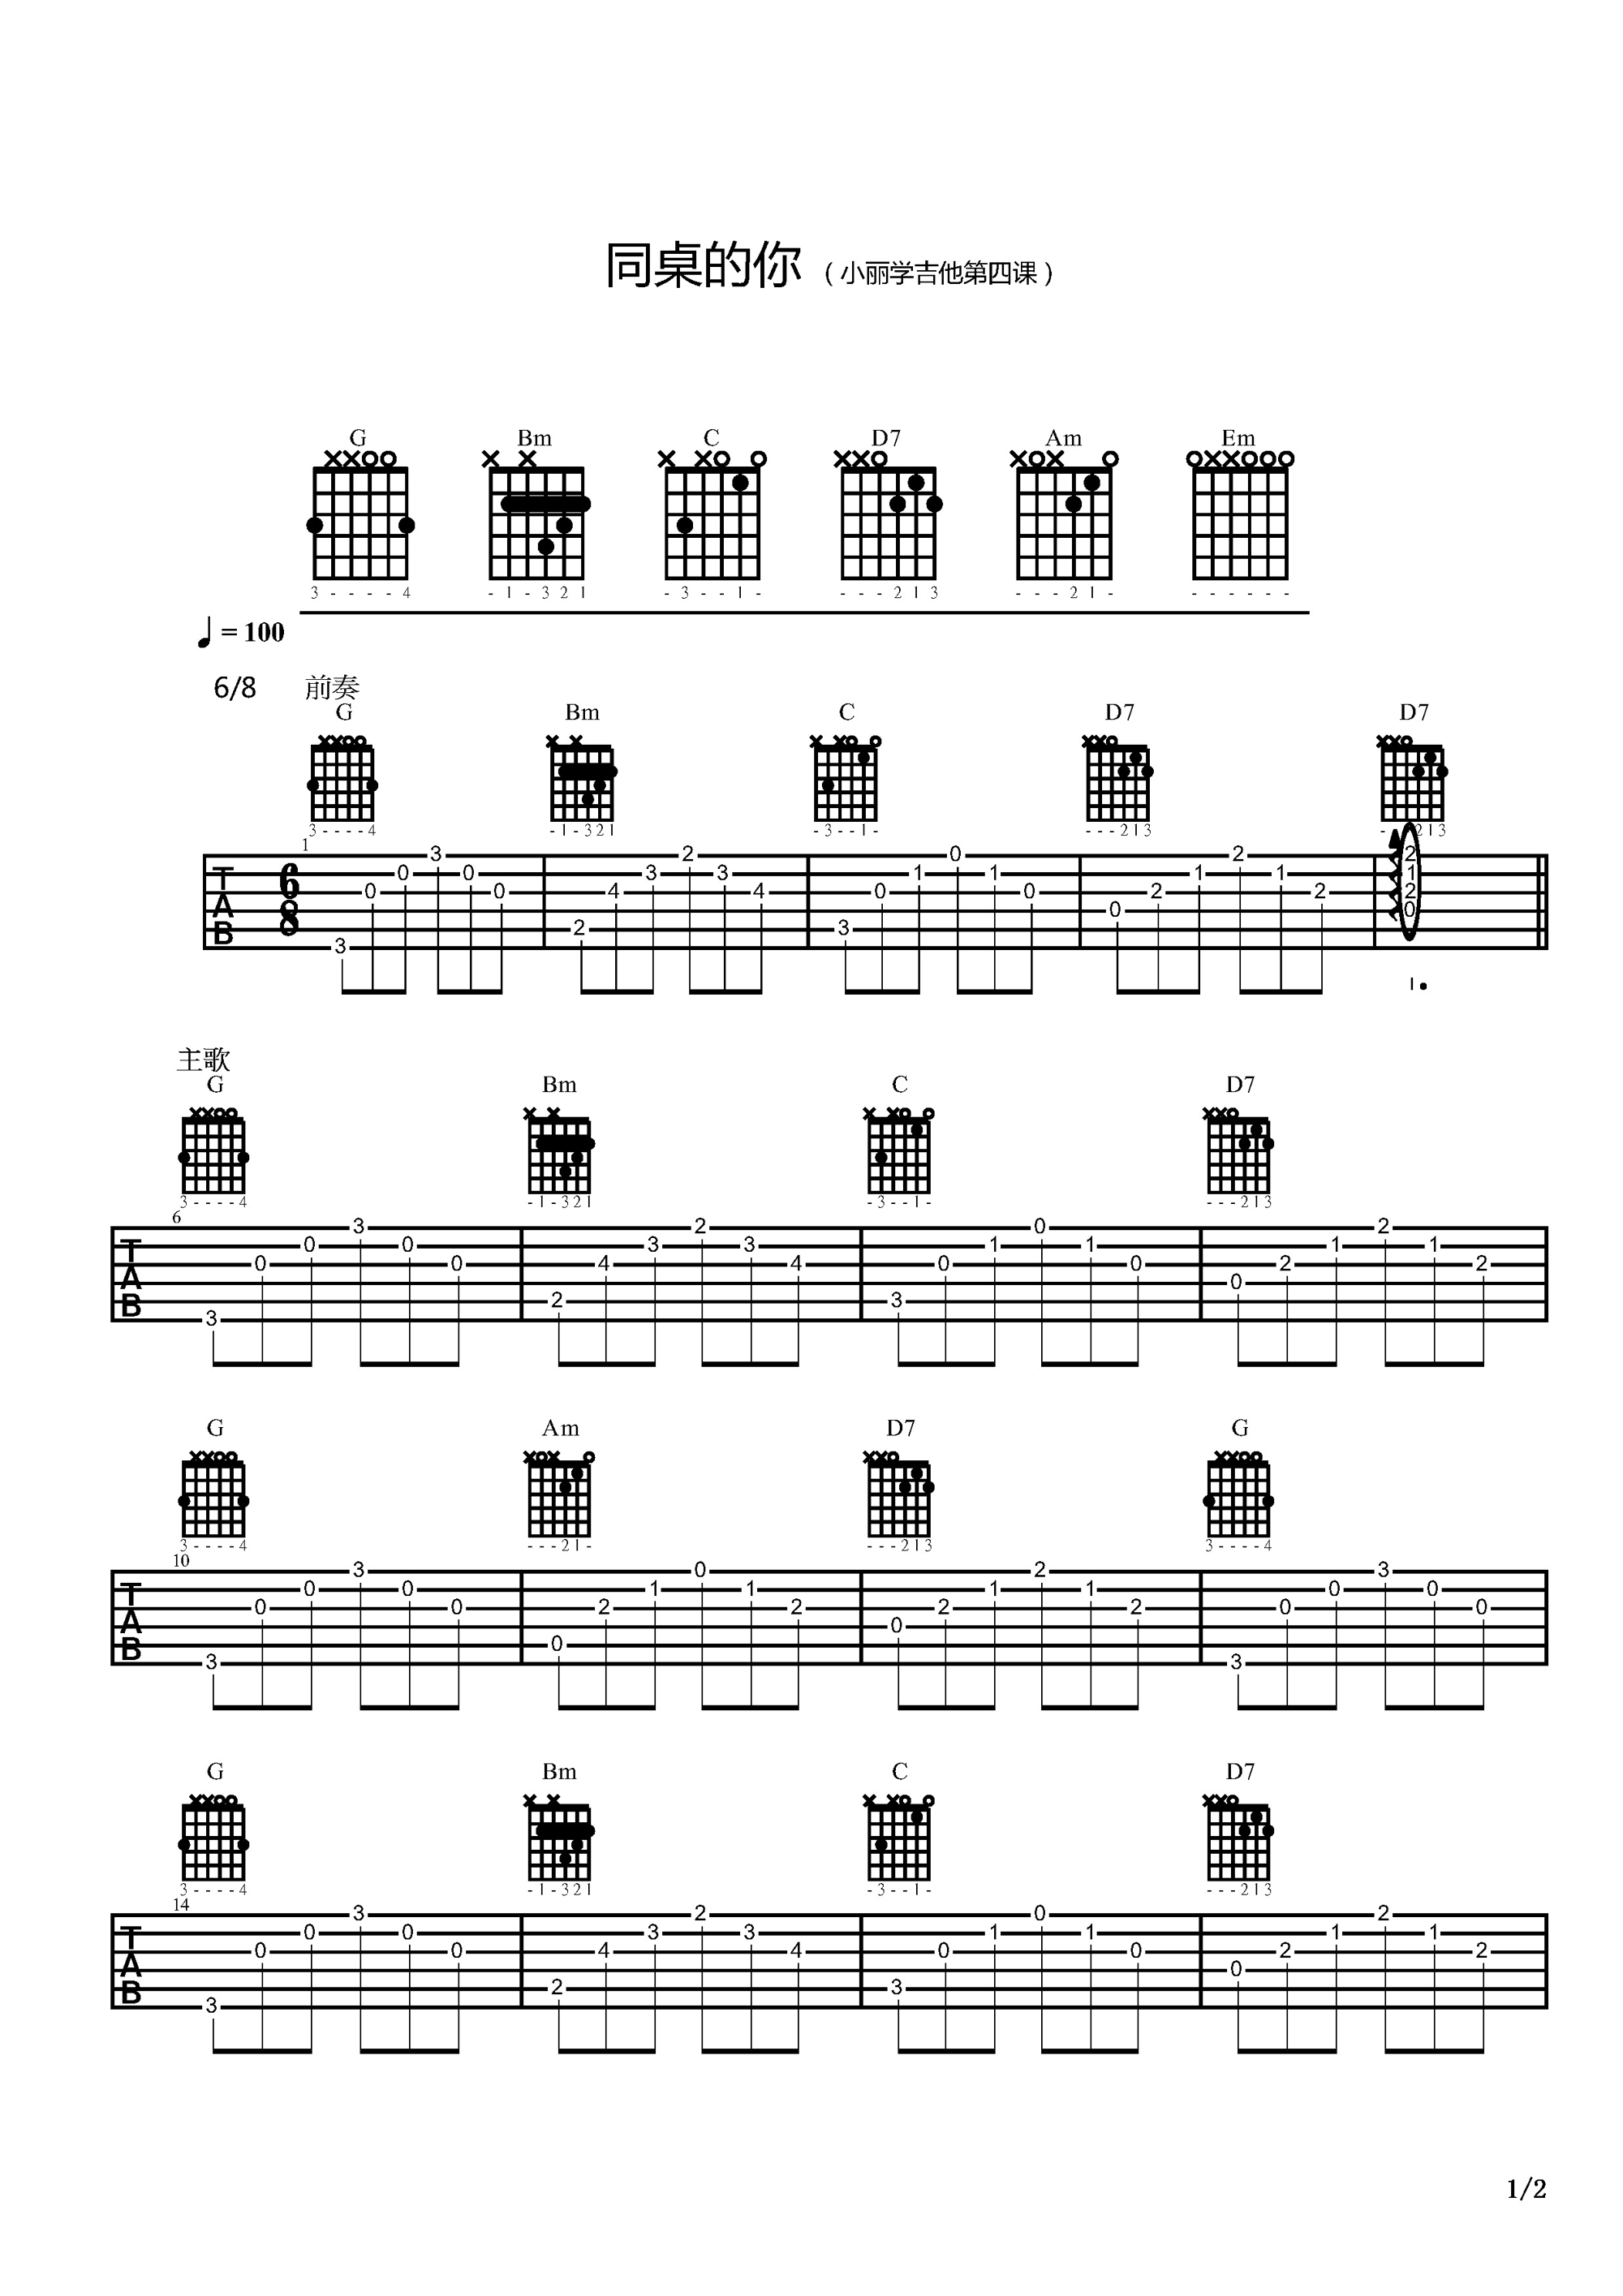 同桌的你（小丽学吉他第四课）
G Bm C D7 Am Em
3 - - - - 4 - 1 - 3 2 1 - 3 - - 1 - - - - 2 1 3 - - - 2 1 - - - - - - -
♩ = 100
6/8 前奏
G Bm C D7 D7
3 - - - - 4 - 1 - 3 2 1 - 3 - - 1 - - - - 2 1 3 - 2 1 3
1
TAB 6/8 3 0 0 3 0 0 2 4 3 2 3 4 3 0 1 0 1 0 0 2 1 2 1 2 2 1 2 0
主歌
G Bm C D7
3 - - - - 4 - 1 - 3 2 1 - 3 - - 1 - - - - 2 1 3
6
TAB 3 0 0 3 0 0 2 4 3 2 3 4 3 0 1 0 1 0 0 2 1 2 1 2
G Am D7 G
3 - - - - 4 - - - 2 1 - - - - 2 1 3 3 - - - - 4
10
TAB 3 0 0 3 0 0 0 2 1 0 1 2 0 2 1 2 1 2 3 0 0 3 0 0
G Bm C D7
3 - - - - 4 - 1 - 3 2 1 - 3 - - 1 - - - - 2 1 3
14
TAB 3 0 0 3 0 0 2 4 3 2 3 4 3 0 1 0 1 0 0 2 1 2 1 2
1/2